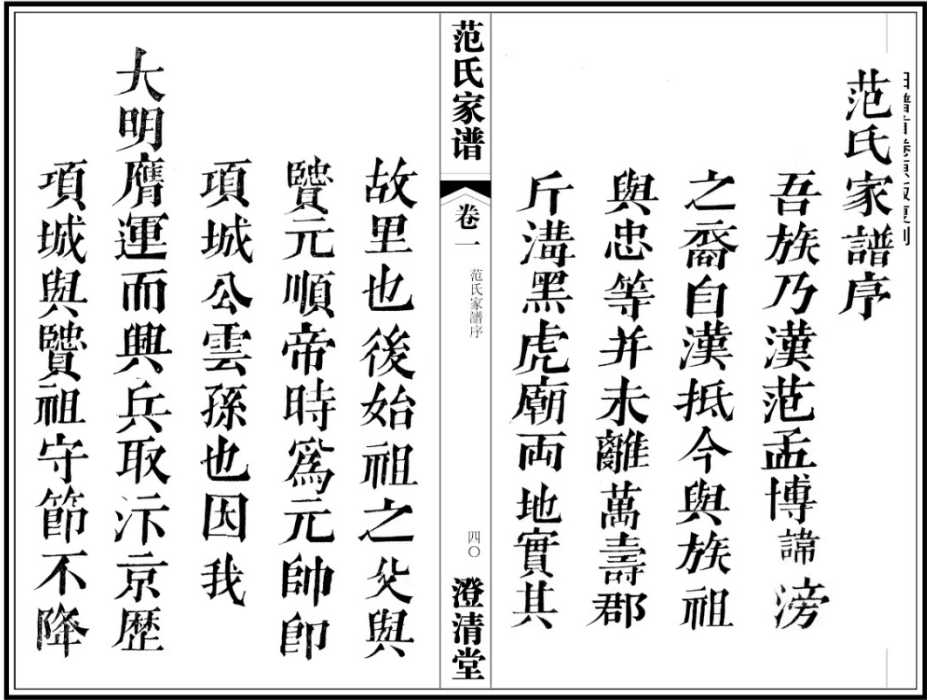 范氏家譜序
吾族乃漢范孟博諱滂
之裔自漢抵今與族祖
與忠等并未離萬壽郡
斤溝黑虎廟両地實其
范氏家谱
卷一
范氏家譜序
四〇
澄清堂
故里也後始祖之父與
贒元順帝時爲元帥卽
項城公雲孫也因我
大明膺運而興兵取汴京歷
項城與贒祖守節不降